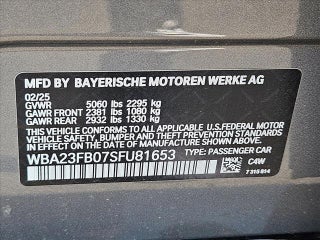 MFD BY BAYERISCHE MOTOREN WERKE AG
02/25
GVWR 5060 lbs 2295 kg
GAWR FRONT 2381 lbs 1080 kg
GAWR REAR 2932 lbs 1330 kg
THIS VEHICLE CONFORMS
TO ALL APPLICABLE
U.S. FEDERAL MOTOR VEHICLE
SAFETY, BUMPER AND THEFT
PREVENTION STANDARDS
IN EFFECT ON THE DATE OF
MANUFACTURE SHOWN ABOVE.
WBA23FB07SFU81653
TYPE: PASSENGER CAR
C4W
7 315 814